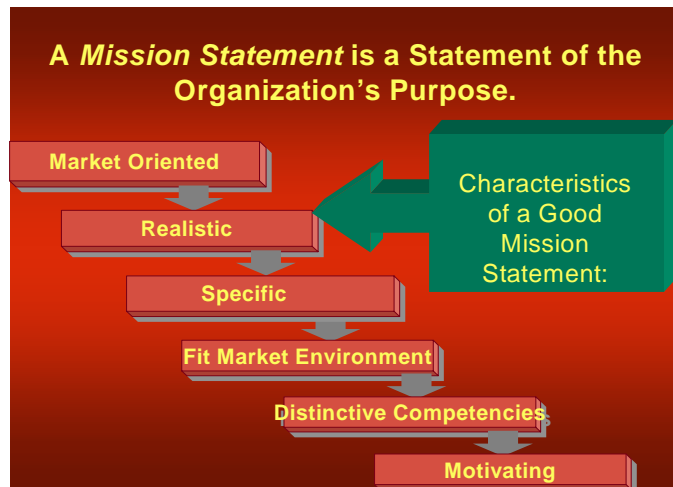 A Mission Statement is a Statement of the
Organization's Purpose.
Market Oriented
Realistic
Specific
Fit Market Environment
Distinctive Competencies
Motivating
Characteristics
of a Good
Mission
Statement: